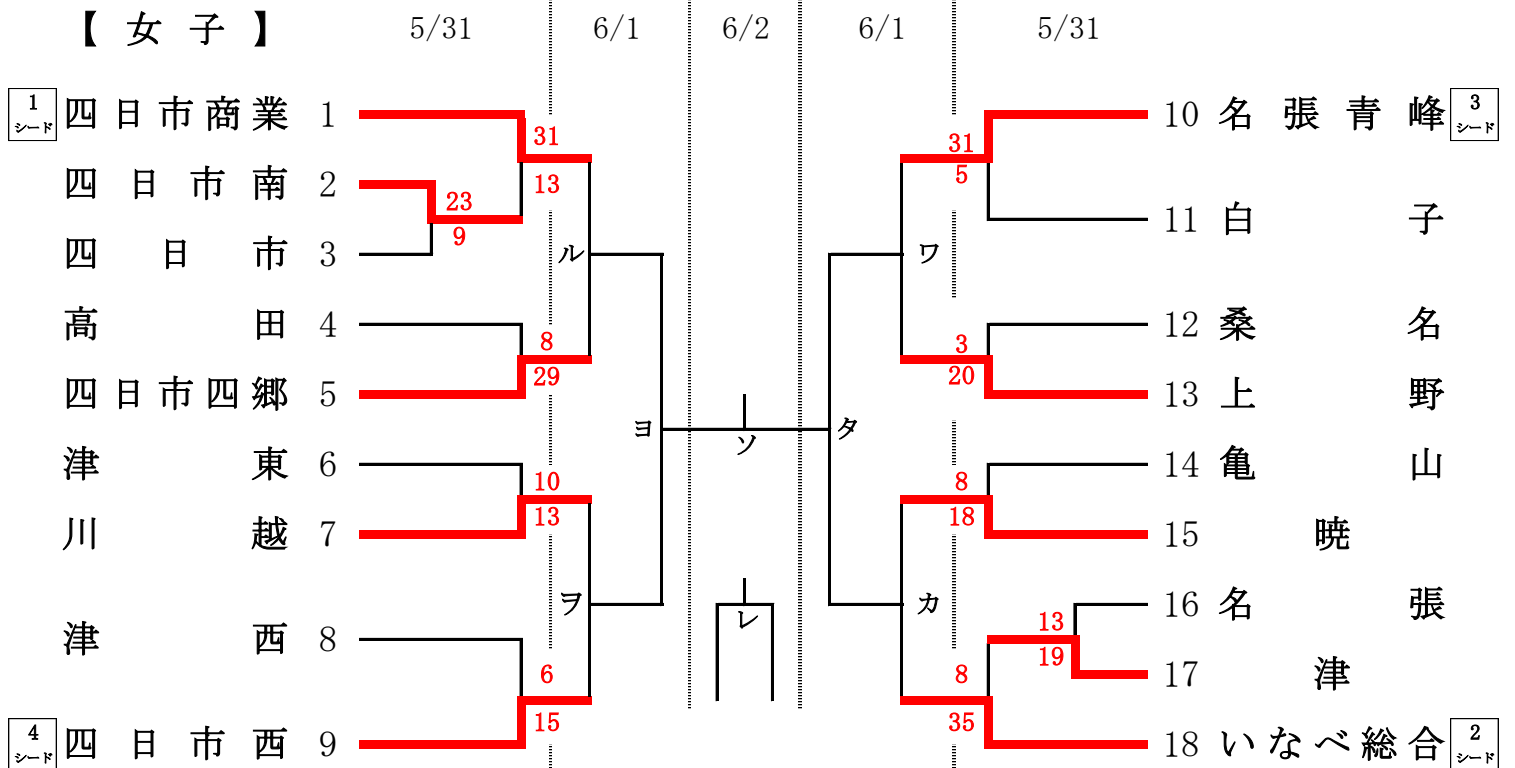 【 女 子 】 5/31 6/1 6/2 6/1 5/31
1 シード 四日市商業 1
31
13
四日市南 2
23
9
四日市 3
ル
高田 4
8
29
四日市四郷 5
ヨ
津東 6
10
13
川越 7
ヲ
津西 8
6
15
4 シード 四日市西 9
ソ
レ
10 名張青峰 3 シード
31
5
11 白子
ワ
12 桑名
3
20
13 上野
タ
14 亀山
8
18
15 暁
カ
16 名張
13
19
17 津
8
35
18 いなべ総合 2 シード